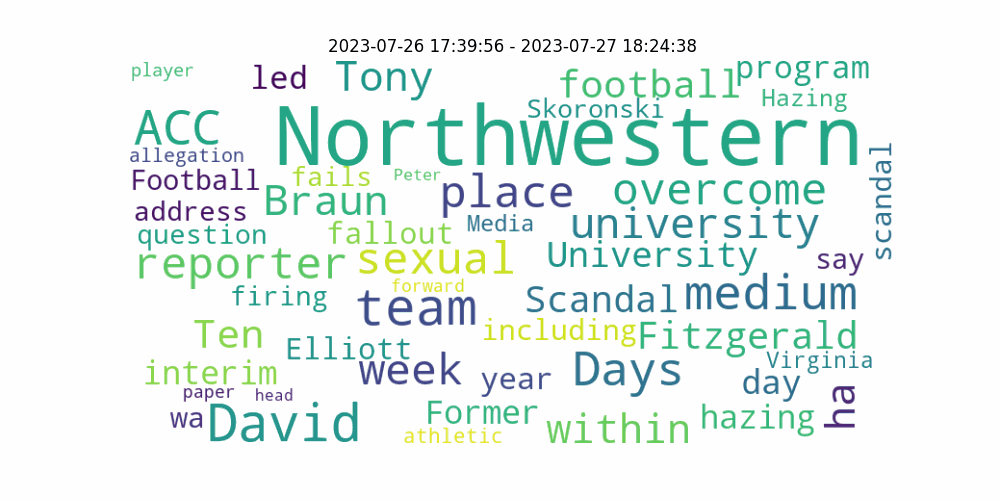 2023-07-26 17:39:56 - 2023-07-27 18:24:38
player
led
Tony
football
program
Hazing
Skoronski
ACC
Northwestern
allegation
scandal
Football
fails
Peter
place
overcome
address
Braun
Media
university
question
fallout
reporter
sexual
University
say
forward
firing
team
Scandal
medium
Ten
Elliott
including
Fitzgerald
interim
week
year
Days
Virginia
day
paper
head
ha
wa
David
Former
athletic
within
hazing